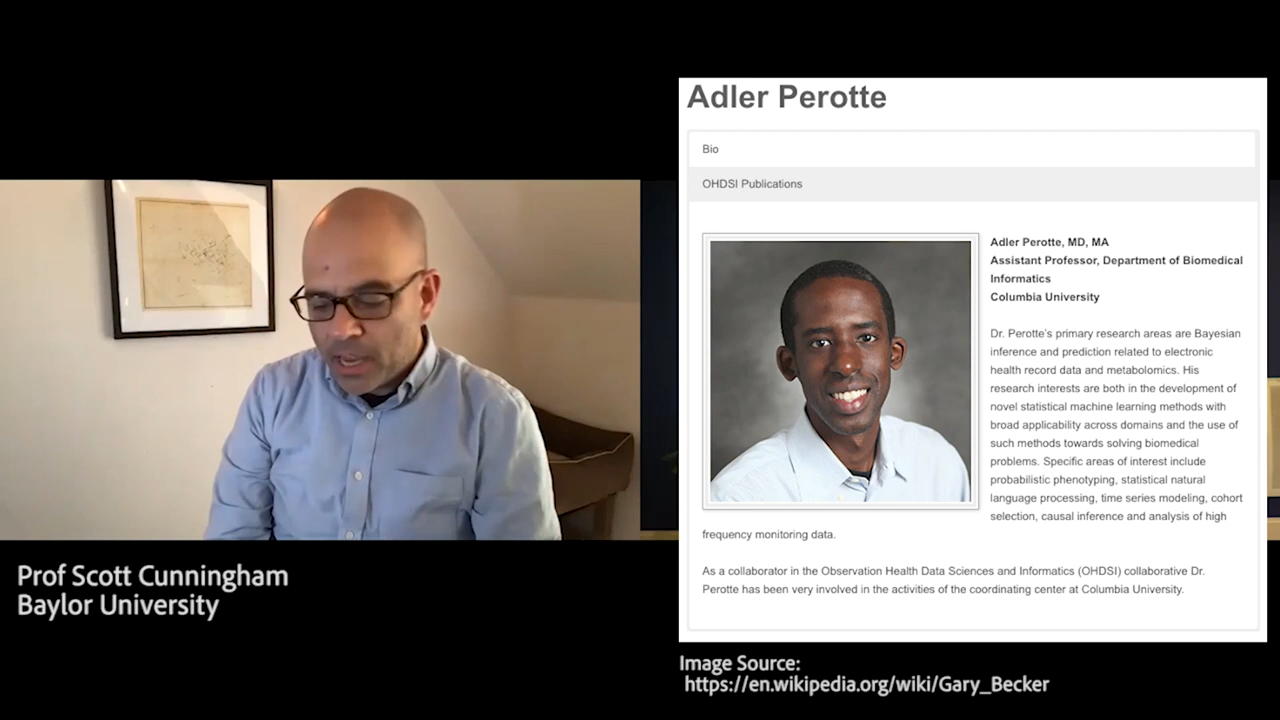 Adler Perotte
Bio
OHDSI Publications
Adler Perotte, MD, MA
Assistant Professor, Department of Biomedical
Informatics
Columbia University
Dr. Perotte's primary research areas are Bayesian
inference and prediction related to electronic
health record data and metabolomics. His
research interests are both in the development of
novel statistical machine learning methods with
broad applicability across domains and the use of
such methods towards solving biomedical
problems. Specific areas of interest include
probabilistic phenotyping, statistical natural
language processing, time series modeling, cohort
selection, causal inference and analysis of high
frequency monitoring data.
As a collaborator in the Observation Health Data Sciences and Informatics (OHDSI) collaborative Dr.
Perotte has been very involved in the activities of the coordinating center at Columbia University.
Prof Scott Cunningham
Baylor University
Image Source:
https://en.wikipedia.org/wiki/Gary_Becker